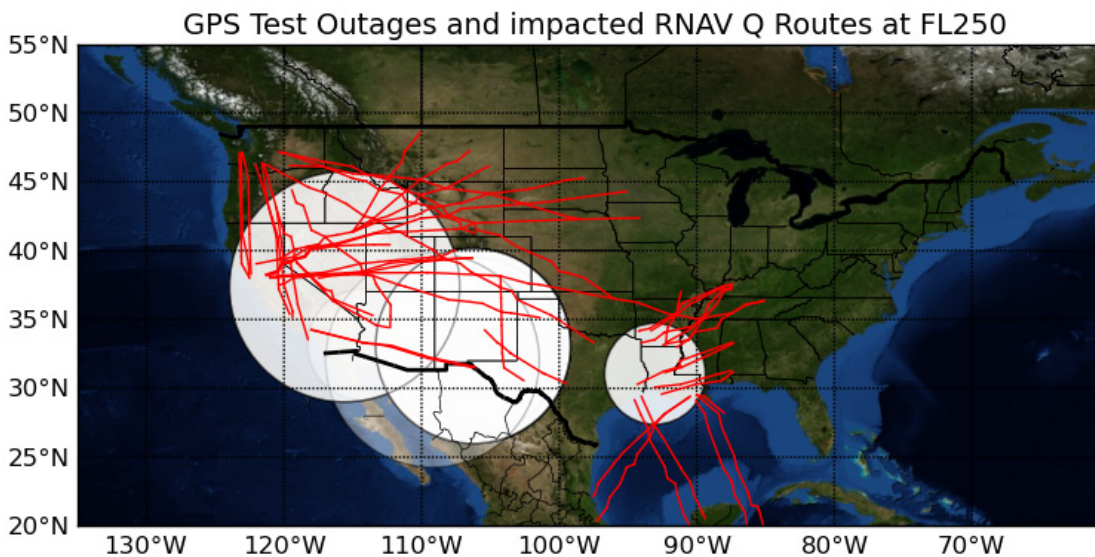 GPS Test Outages and impacted RNAV Q Routes at FL250
55°N
50°N
45°N
40°N
35°N
30°N
25°N
20°N
130°W 120°W 110°W 100°W 90°W 80°W 70°W